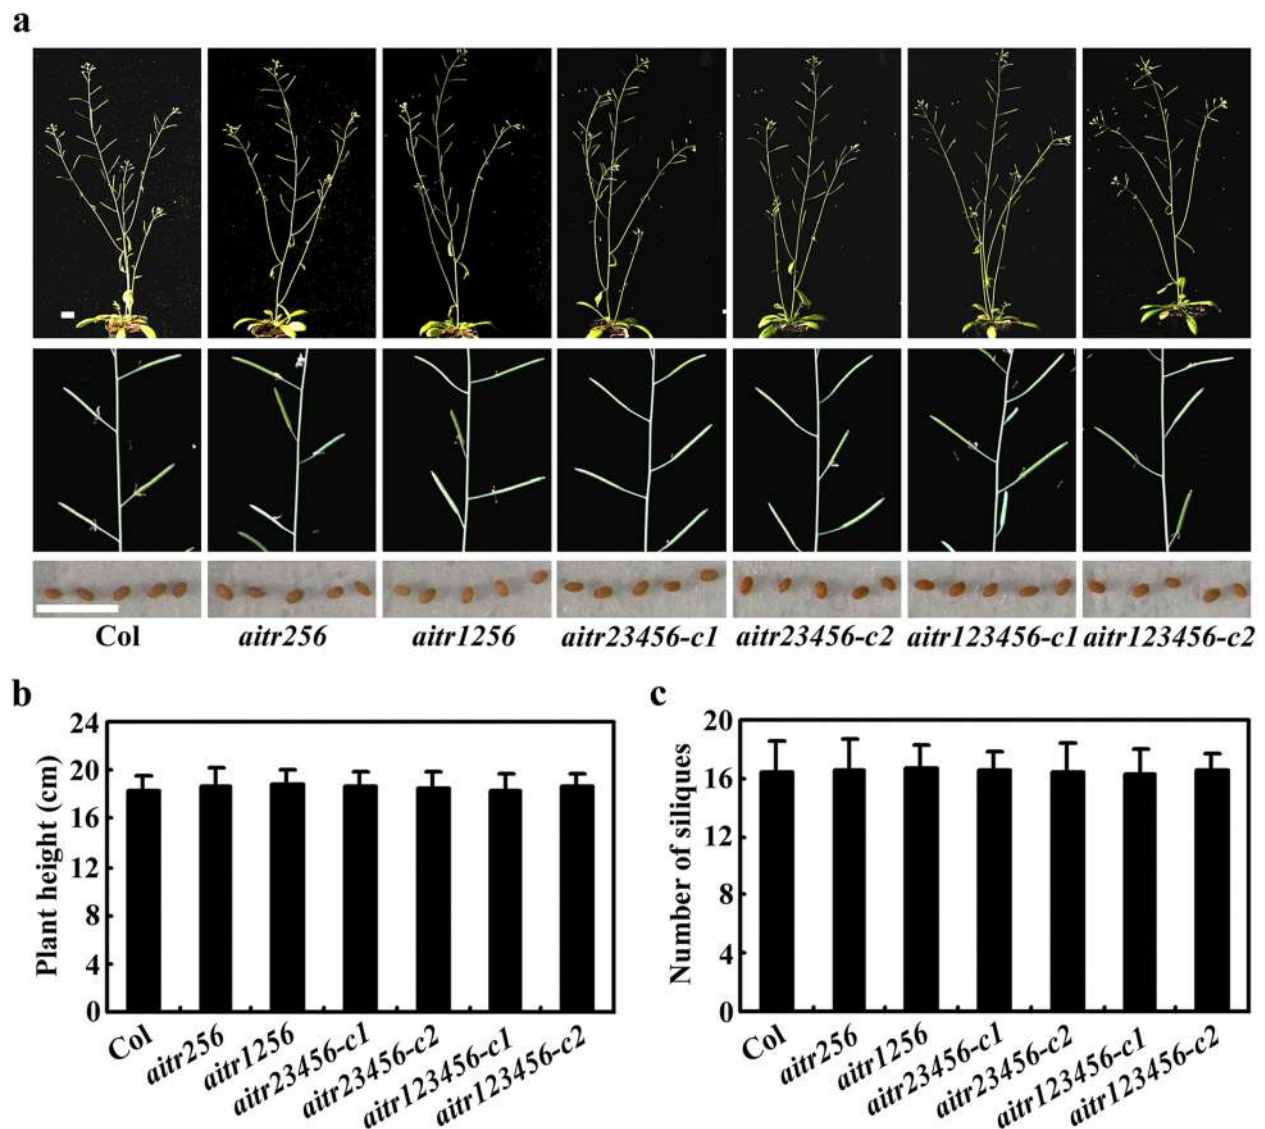 a
Col aitr256 aitr1256 aitr23456-c1 aitr23456-c2 aitr123456-c1 aitr123456-c2
b
Plant height (cm)
24
20
16
12
8
4
0
Col aitr256 aitr1256 aitr23456-c1 aitr23456-c2 aitr123456-c1 aitr123456-c2
c
Number of siliques
20
16
12
8
4
0
Col aitr256 aitr1256 aitr23456-c1 aitr23456-c2 aitr123456-c1 aitr123456-c2